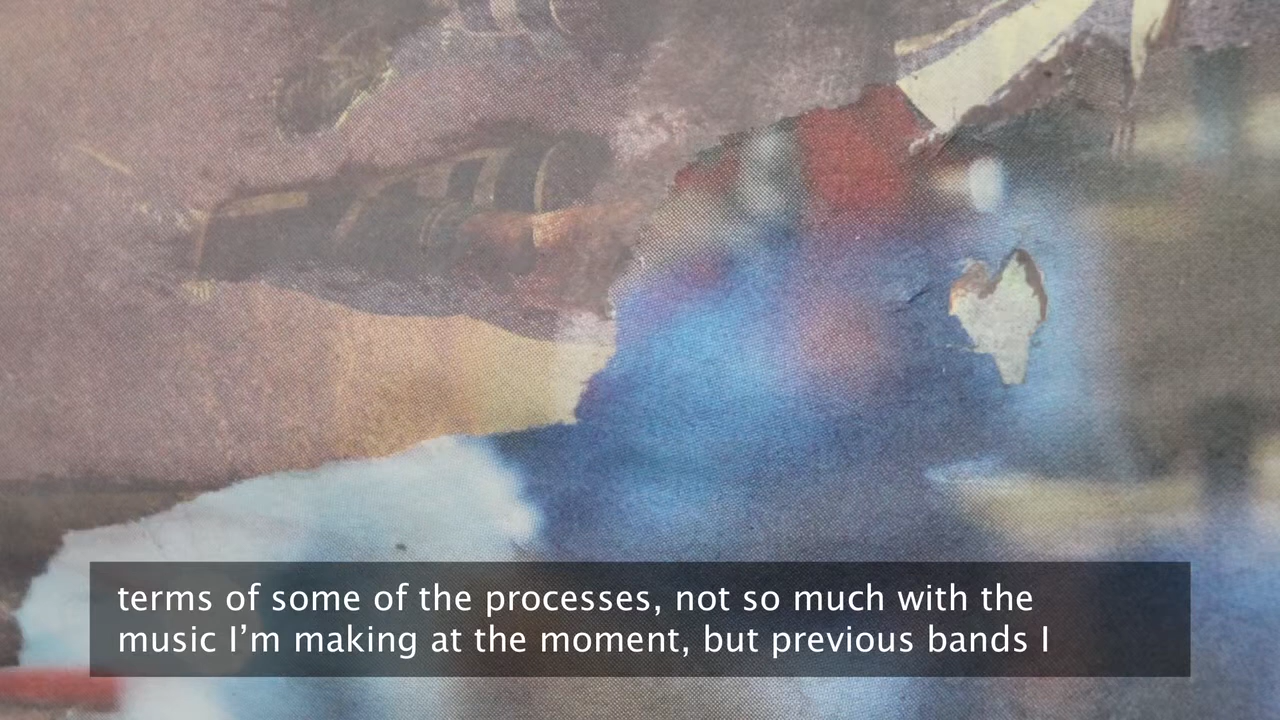 terms of some of the processes, not so much with the
music I’m making at the moment, but previous bands I